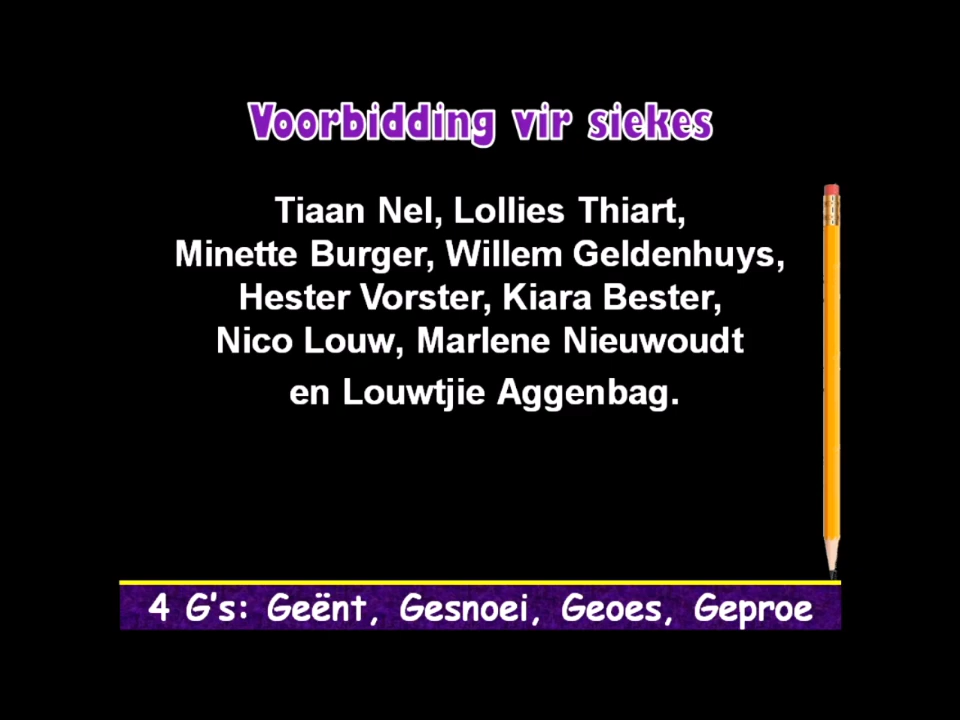 Voorbidding vir siekes
Tiaan Nel, Lollies Thiart,
Minette Burger, Willem Geldenhuys,
Hester Vorster, Kiara Bester,
Nico Louw, Marlene Nieuwoudt
en Louwtjie Aggenbag.
4 G's: Geënt, Gesnoei, Geoes, Geproe